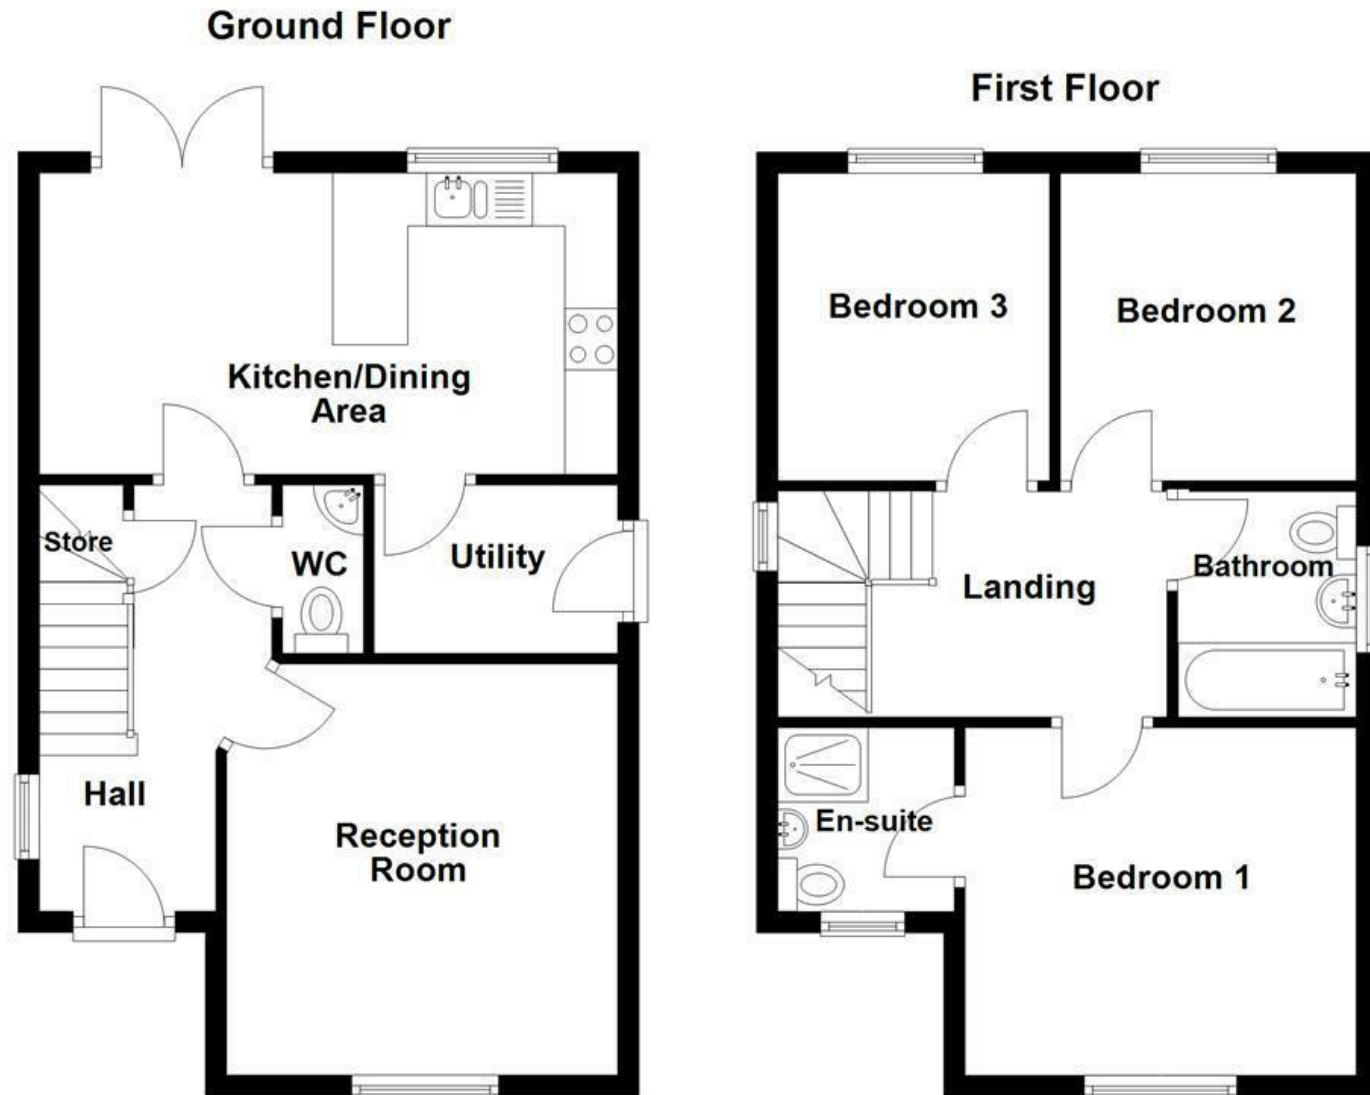 Ground Floor
Kitchen/Dining
Area
Store
WC
Utility
Hall
Reception
Room
First Floor
Bedroom 3
Bedroom 2
Landing
Bathroom
En-suite
Bedroom 1